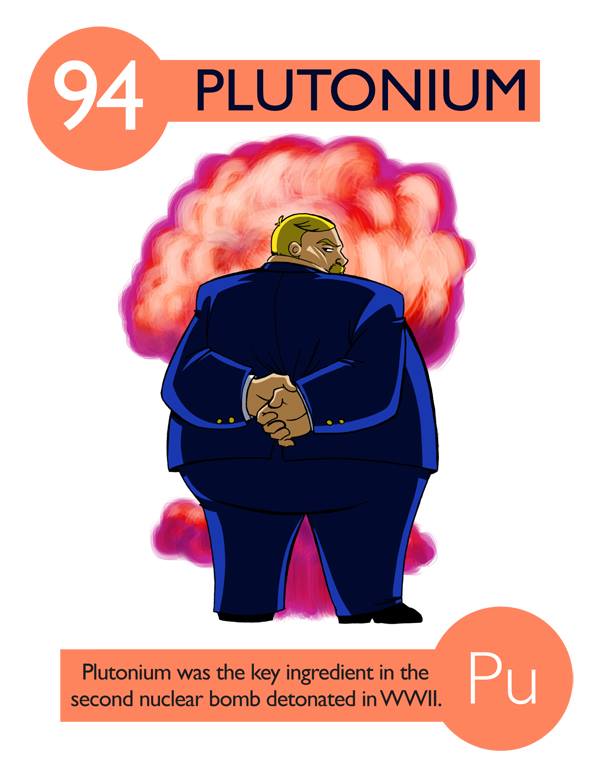 94
PLUTONIUM
Plutonium was the key ingredient in the
second nuclear bomb detonated in WWII.
Pu